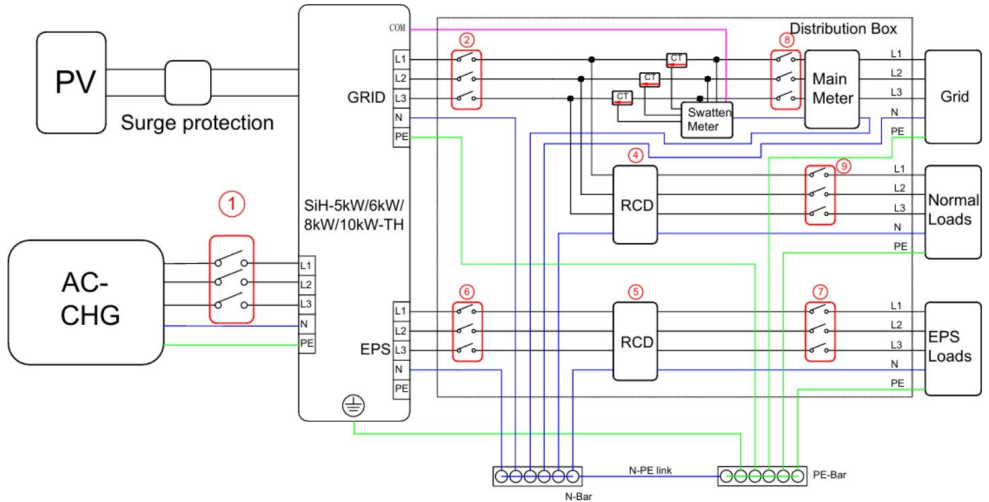 COM
②
⑧
Distribution Box
PV
Surge protection
GRID
L1
L2
L3
N
PE
CT
CT
CT
Swatten
Meter
Main
Meter
L1
L2
L3
N
PE
Grid
①
SiH-5kW/6kW/
8kW/10kW-TH
④
RCD
⑨
L1
L2
L3
N
PE
Normal
Loads
AC-
CHG
L1
L2
L3
N
PE
EPS
L1
L2
L3
N
PE
⑥
⑤
RCD
⑦
L1
L2
L3
N
PE
EPS
Loads
N-PE link
N-Bar
PE-Bar